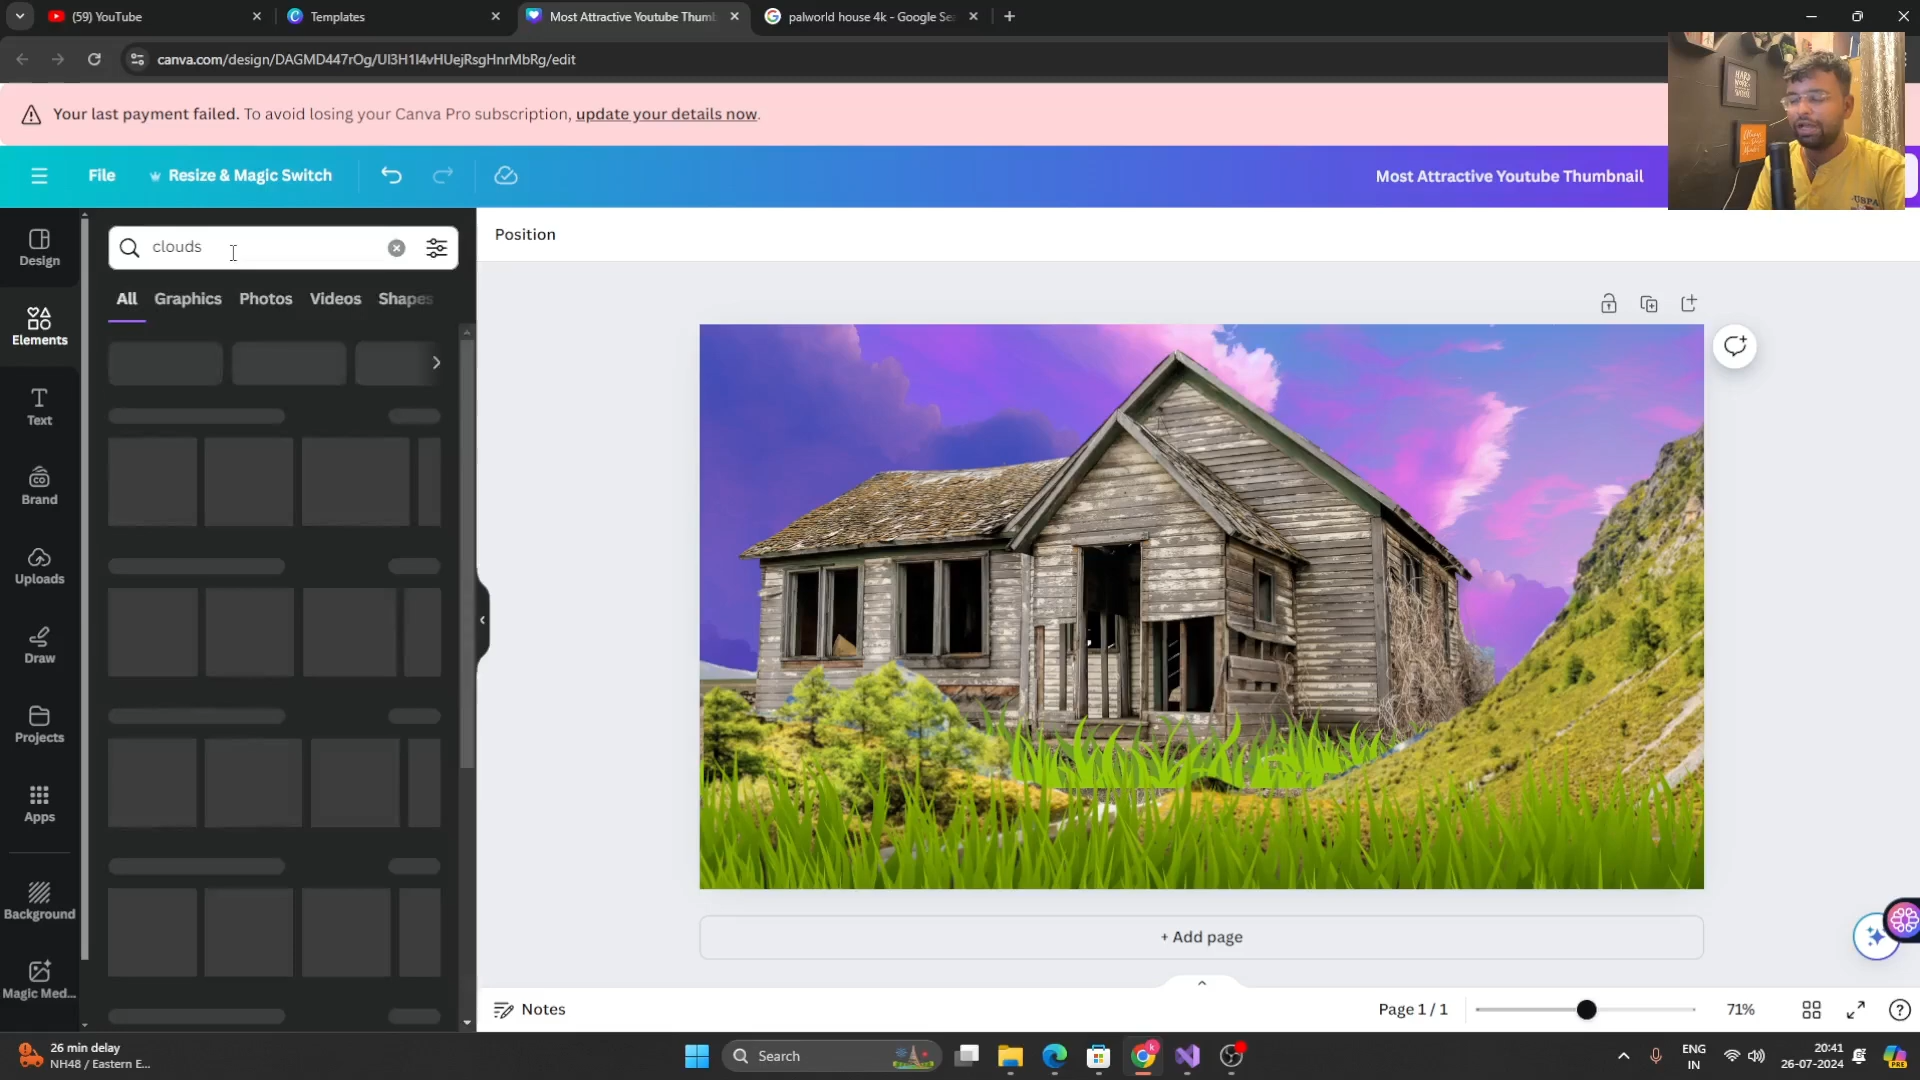 (59) YouTube
Templates
Most Attractive Youtube Thumb
palworld house 4k - Google Se
canva.com/design/DAGMD447rOg/Ul3H1I4vHUejRsgHnrMbRg/edit
Your last payment failed. To avoid losing your Canva Pro subscription, update your details now.
File
Resize & Magic Switch
Most Attractive Youtube Thumbnail
HARD WORK
USPA
Design
Elements
Text
Brand
Uploads
Draw
Projects
Apps
Background
Magic Med...
clouds
All Graphics Photos Videos Shapes
Position
+ Add page
Notes
Page 1 / 1
71%
26 min delay
NH48 / Eastern E...
Search
ENG
IN
20:41
26-07-2024